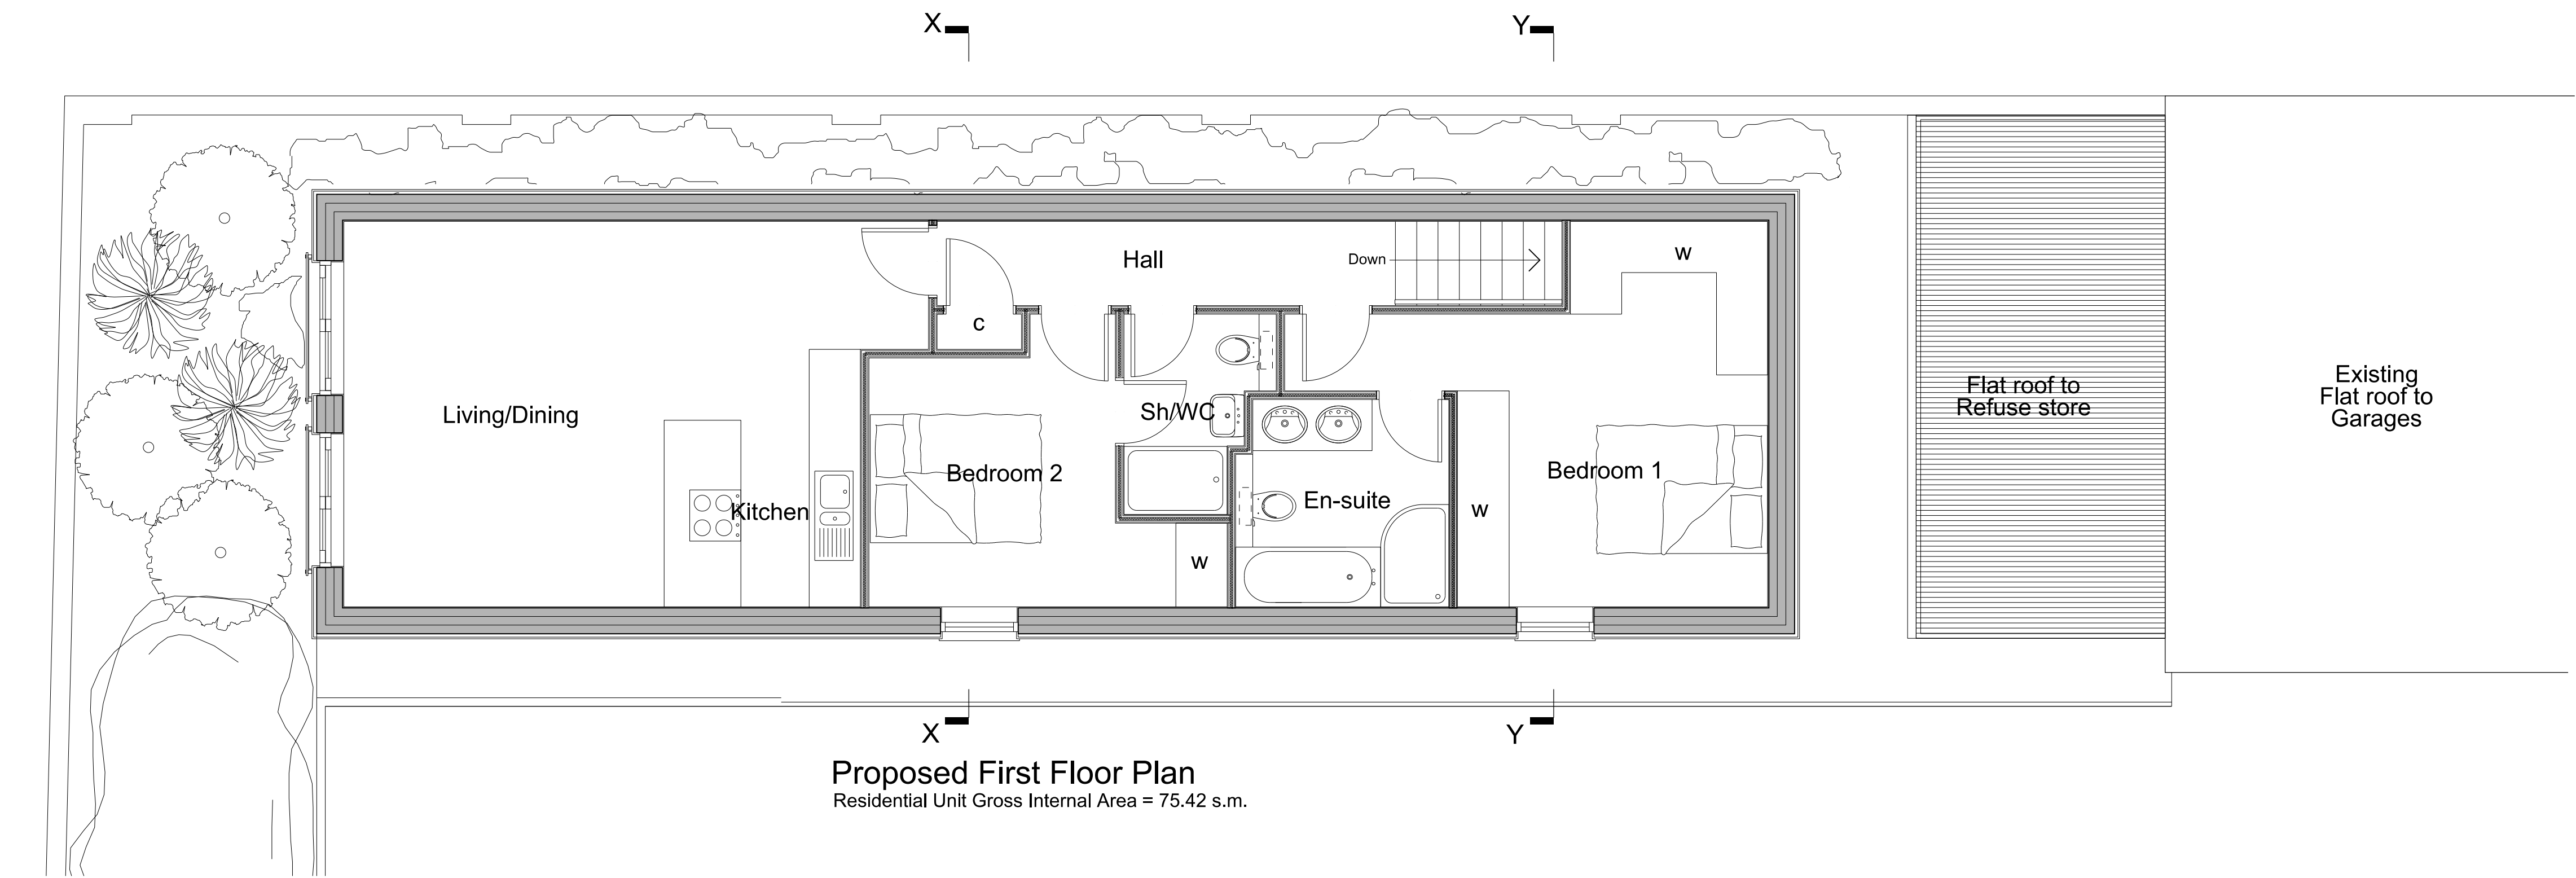 X
Y
Hall
Down
w
c
Living/Dining
Sh/WC
Kitchen
Bedroom 2
w
En-suite
w
Bedroom 1
Flat roof to
Refuse store
Existing
Flat roof to
Garages
X
Y
Proposed First Floor Plan
Residential Unit Gross Internal Area = 75.42 s.m.